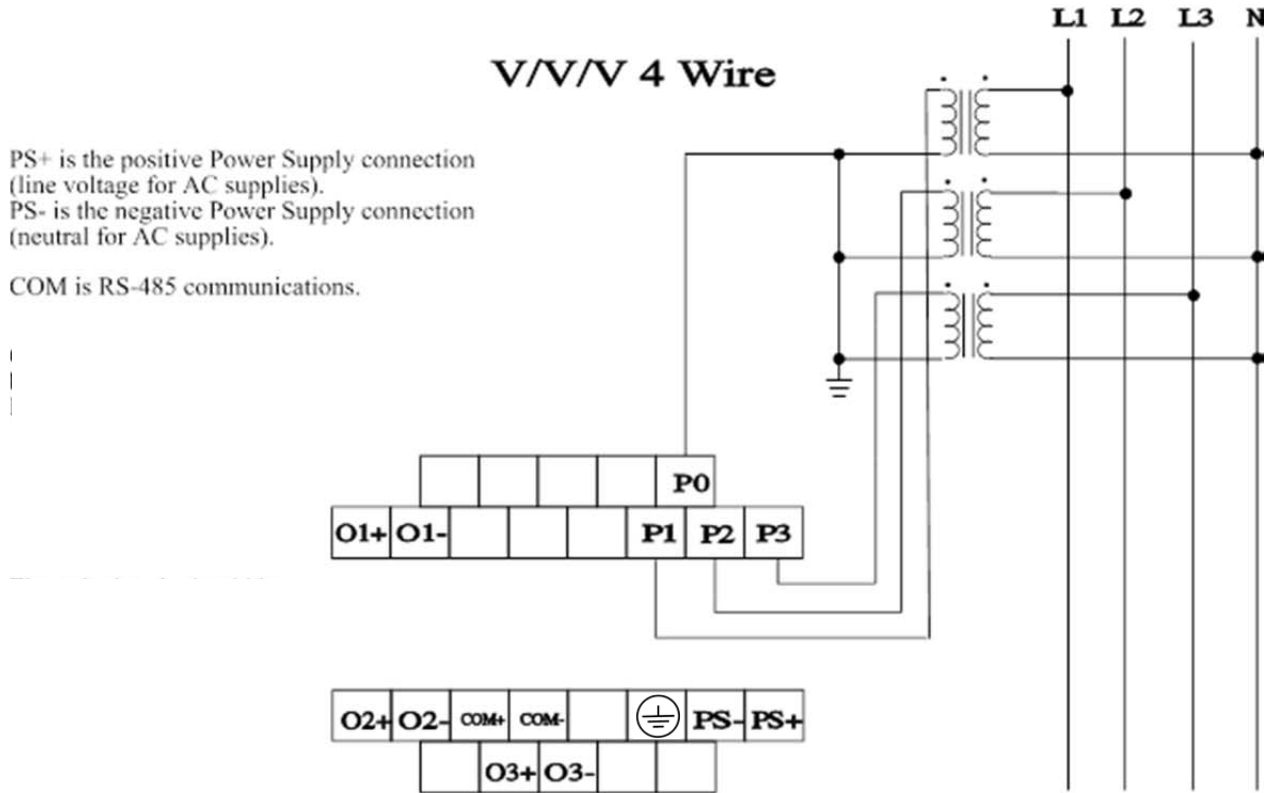 L1 L2 L3 N
V/V/V 4 Wire
PS+ is the positive Power Supply connection
(line voltage for AC supplies).
PS- is the negative Power Supply connection
(neutral for AC supplies).
COM is RS-485 communications.
P0
O1+ O1- P1 P2 P3
O2+ O2- COM+ COM- PS- PS+
O3+ O3-